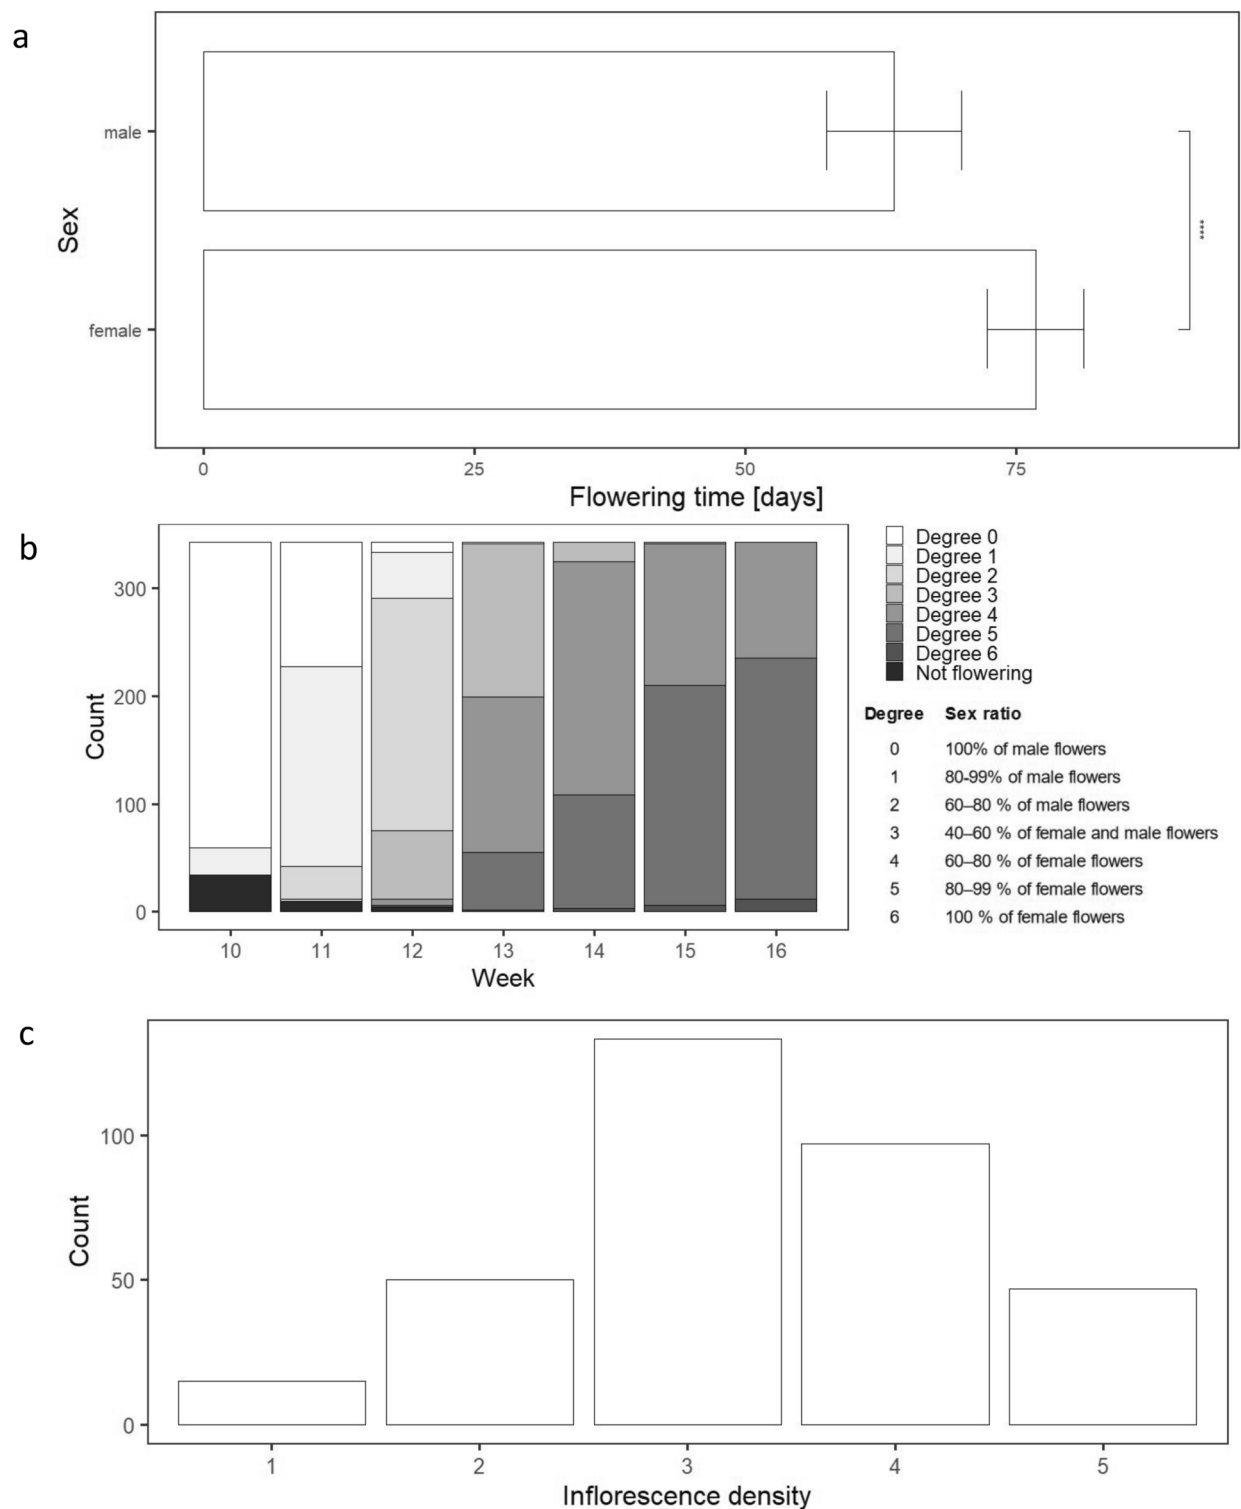 a
male
Sex
****
female
0 25 50 75
Flowering time [days]
b
Degree 0
Degree 1
Degree 2
Degree 3
Degree 4
Degree 5
Degree 6
Not flowering
300
200
100
0
Count
10 11 12 13 14 15 16
Week
Degree Sex ratio
0 100% of male flowers
1 80-99% of male flowers
2 60–80 % of male flowers
3 40–60 % of female and male flowers
4 60–80 % of female flowers
5 80–99 % of female flowers
6 100 % of female flowers
c
100
50
0
Count
1 2 3 4 5
Inflorescence density